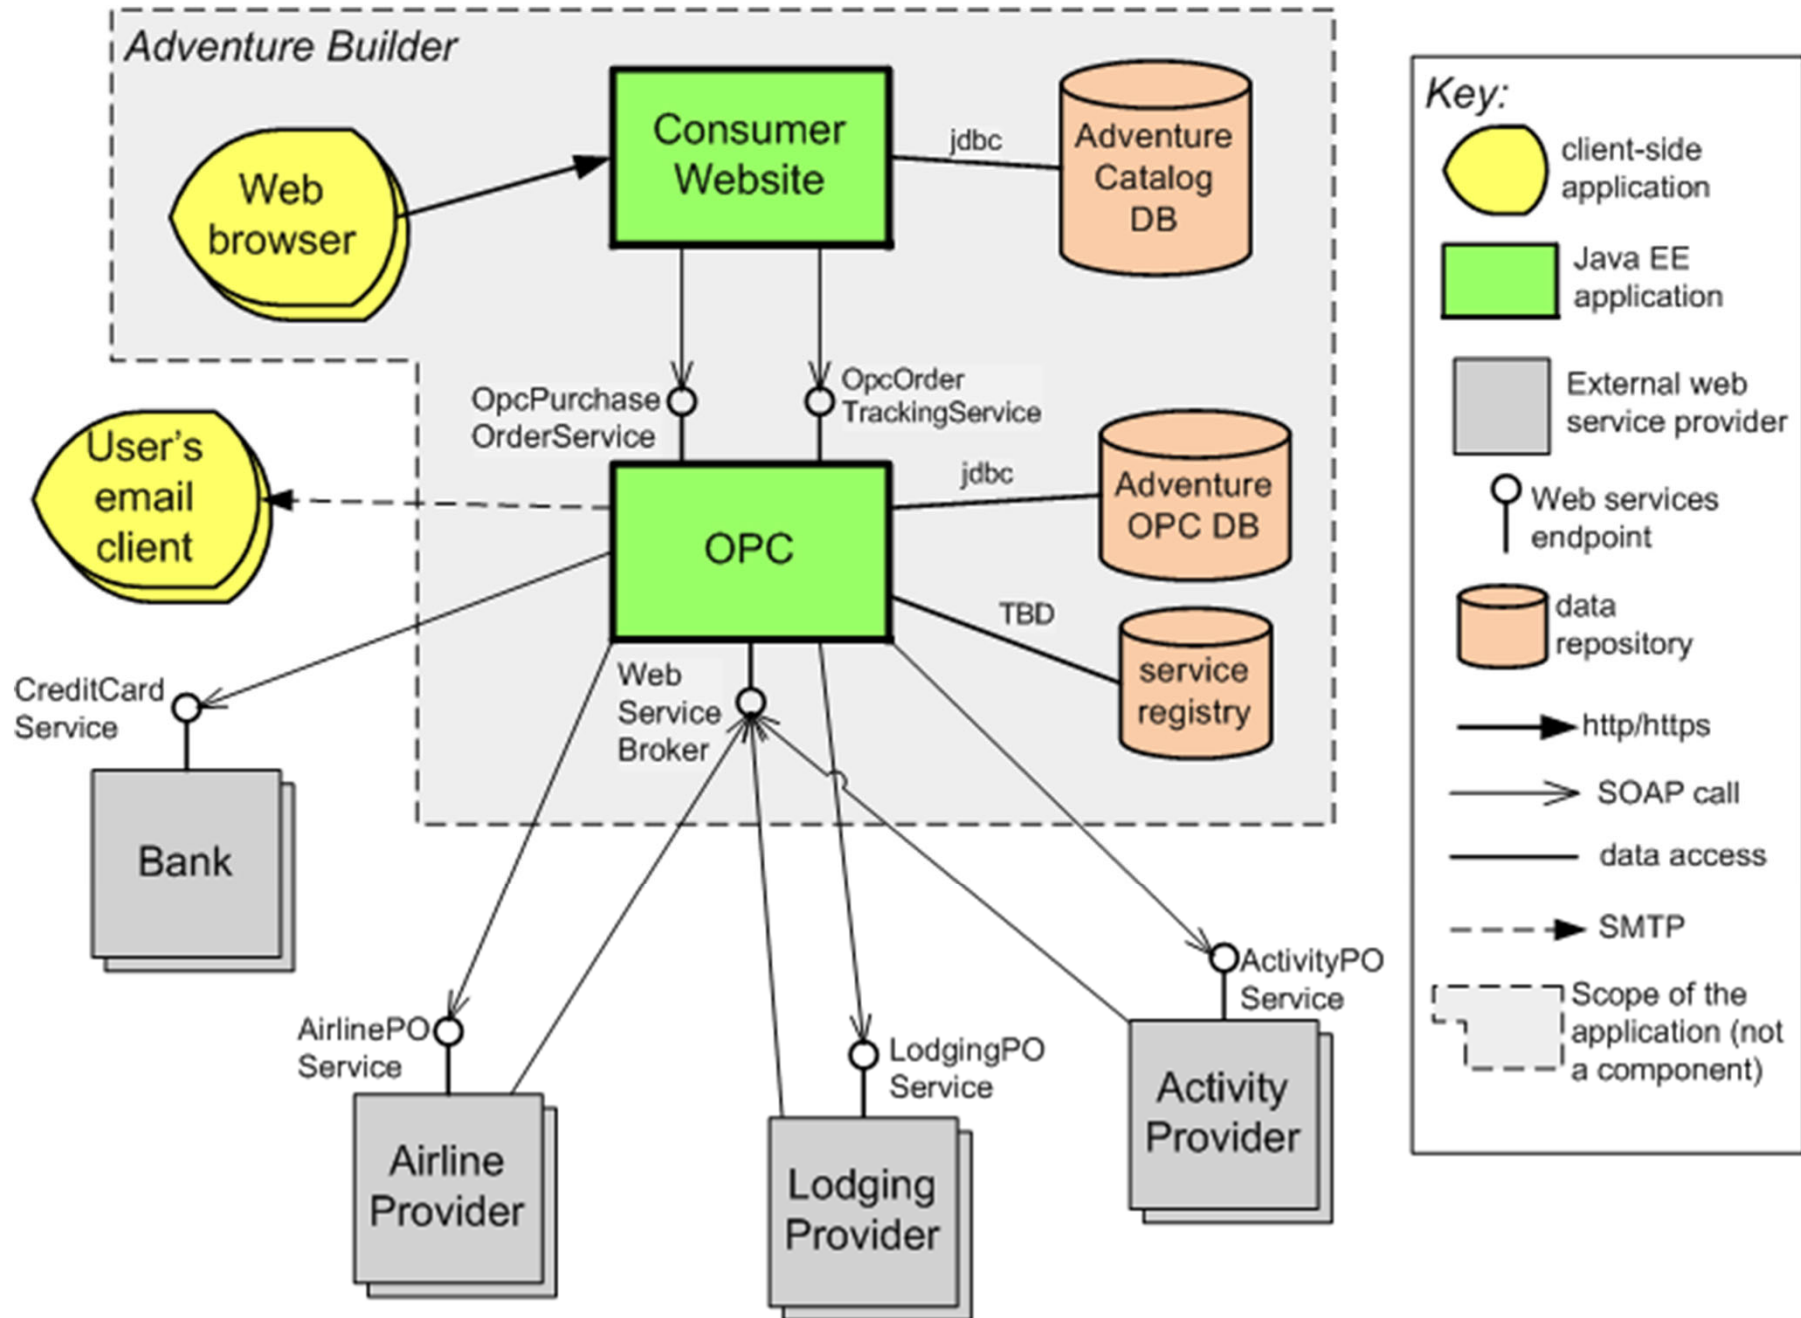 Adventure Builder
Web
browser
Consumer
Website
jdbc
Adventure
Catalog
DB
OpcPurchase
OrderService
OpcOrder
TrackingService
User's
email
client
OPC
jdbc
Adventure
OPC DB
TBD
service
registry
Web
Service
Broker
CreditCard
Service
Bank
AirlinePO
Service
Airline
Provider
LodgingPO
Service
Lodging
Provider
ActivityPO
Service
Activity
Provider
Key:
client-side
application
Java EE
application
External web
service provider
Web services
endpoint
data
repository
http/https
SOAP call
data access
SMTP
Scope of the
application (not
a component)